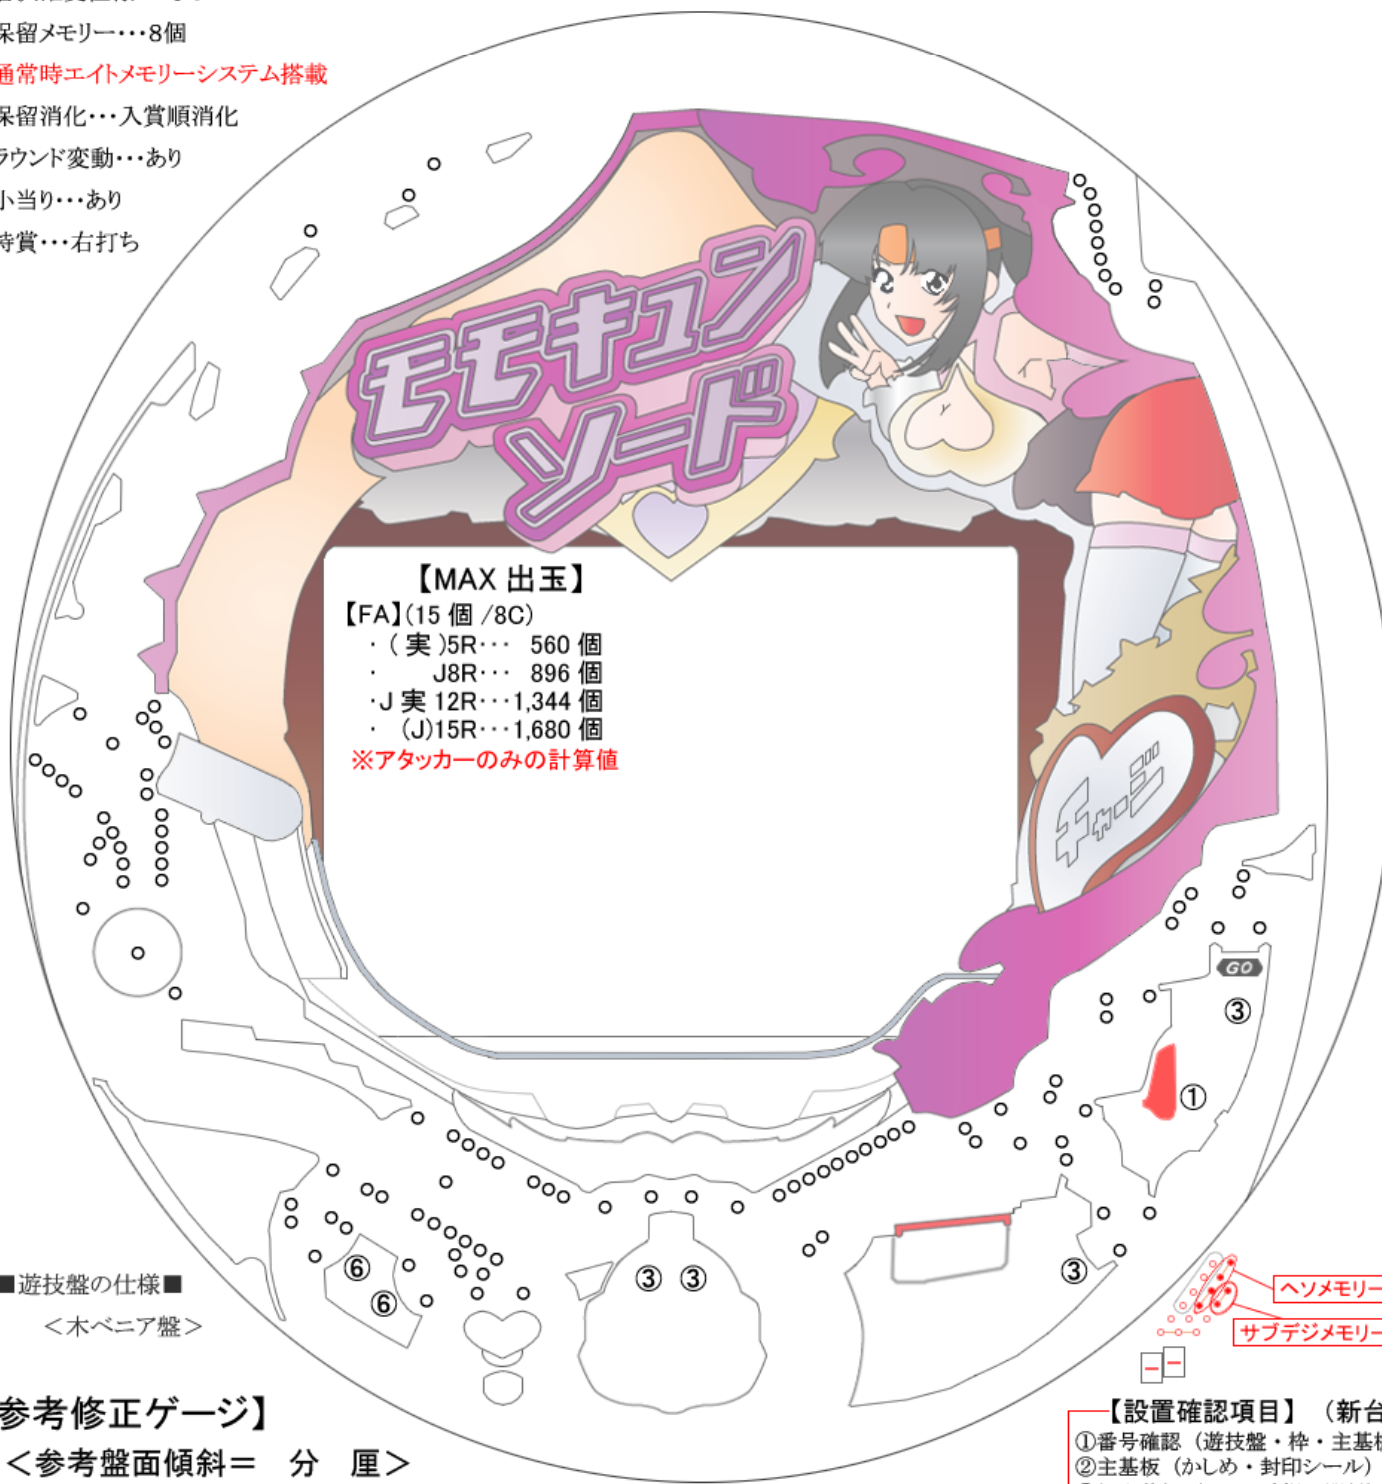 保留メモリー･･･8個
通常時エイトメモリーシステム搭載
保留消化･･･入賞順消化
ラウンド変動･･･あり
小当り･･･あり
特賞･･･右打ち
モモキュン
ソード
【MAX 出玉】
【FA】(15 個 /8C)
・( 実 )5R･･･ 560 個
・ J8R･･･ 896 個
・J 実 12R･･･1,344 個
・ (J)15R･･･1,680 個
※アタッカーのみの計算値
チャージ
GO
③
①
⑥
⑥
③ ③
③
■遊技盤の仕様■
＜木ベニア盤＞
ヘソメモリー
サブデジメモリー
参考修正ゲージ】
＜参考盤面傾斜＝ 分 厘＞
【設置確認項目】 （新台
①番号確認（遊技盤・枠・主基板
②主基板（かしめ・封印シール）